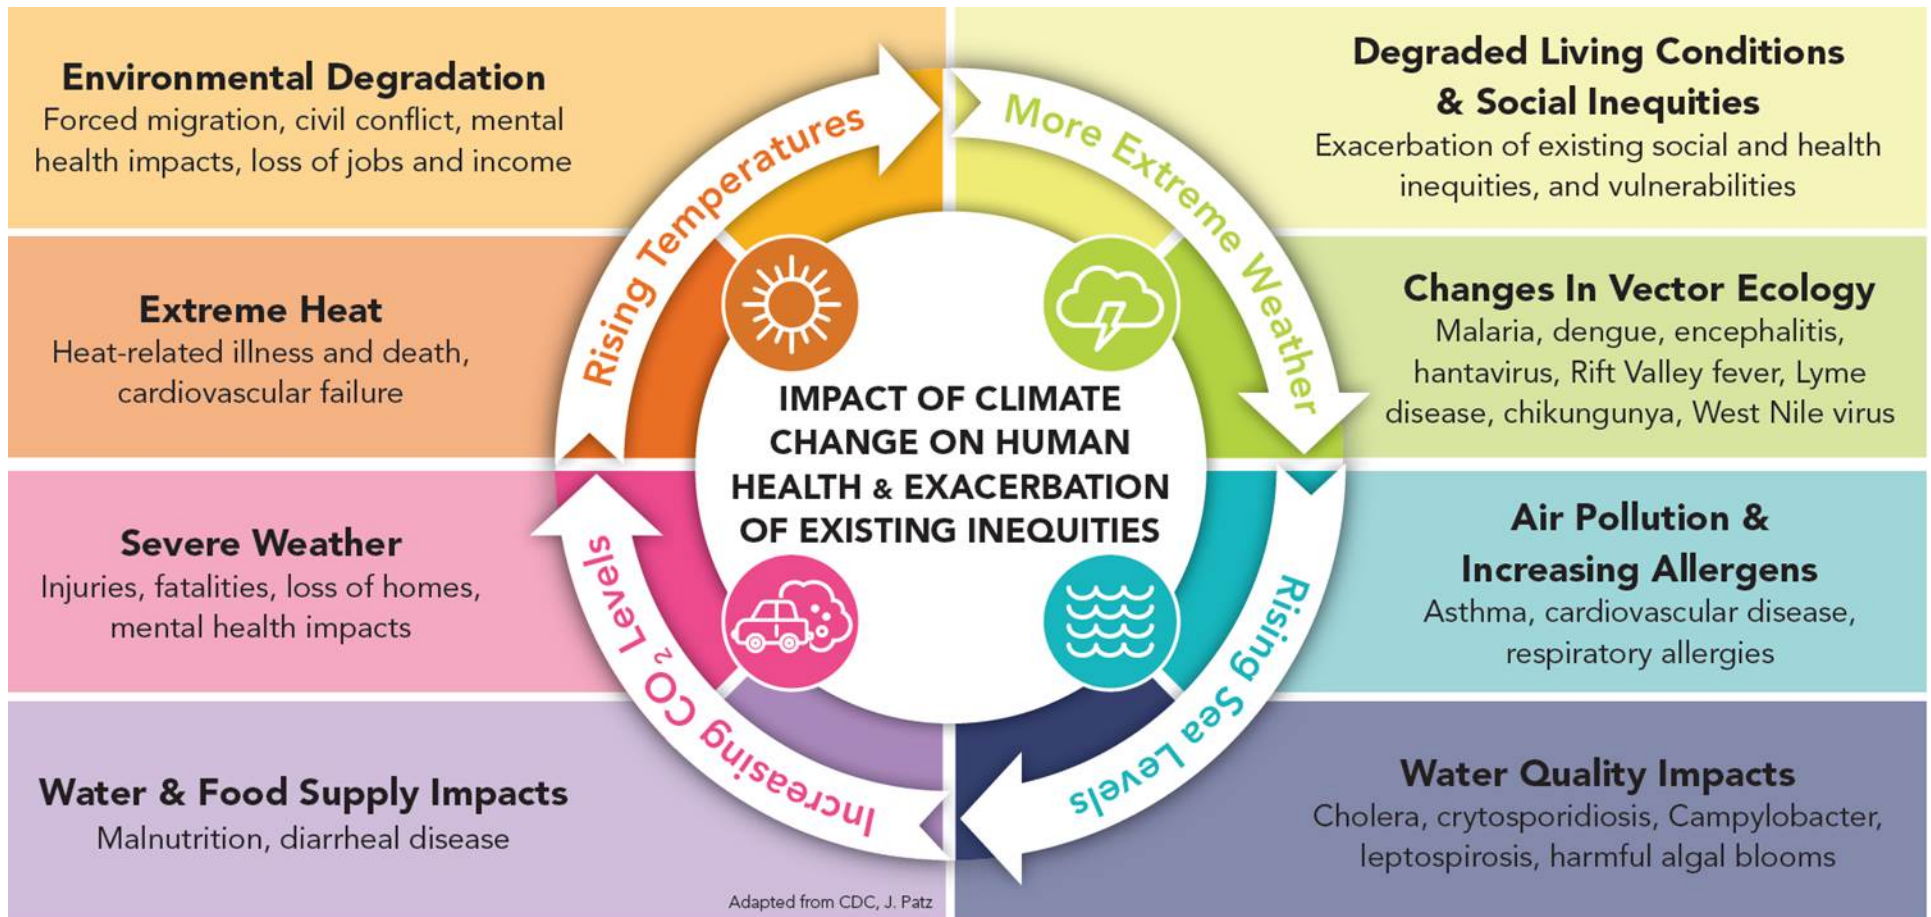 Environmental Degradation
Forced migration, civil conflict, mental
health impacts, loss of jobs and income
Extreme Heat
Heat-related illness and death,
cardiovascular failure
Severe Weather
Injuries, fatalities, loss of homes,
mental health impacts
Water & Food Supply Impacts
Malnutrition, diarrheal disease
Adapted from CDC, J. Patz
Rising Temperatures
More Extreme Weather
Rising Sea Levels
Increasing CO₂ Levels
IMPACT OF CLIMATE
CHANGE ON HUMAN
HEALTH & EXACERBATION
OF EXISTING INEQUITIES
Degraded Living Conditions
& Social Inequities
Exacerbation of existing social and health
inequities, and vulnerabilities
Changes In Vector Ecology
Malaria, dengue, encephalitis,
hantavirus, Rift Valley fever, Lyme
disease, chikungunya, West Nile virus
Air Pollution &
Increasing Allergens
Asthma, cardiovascular disease,
respiratory allergies
Water Quality Impacts
Cholera, crytosporidiosis, Campylobacter,
leptospirosis, harmful algal blooms